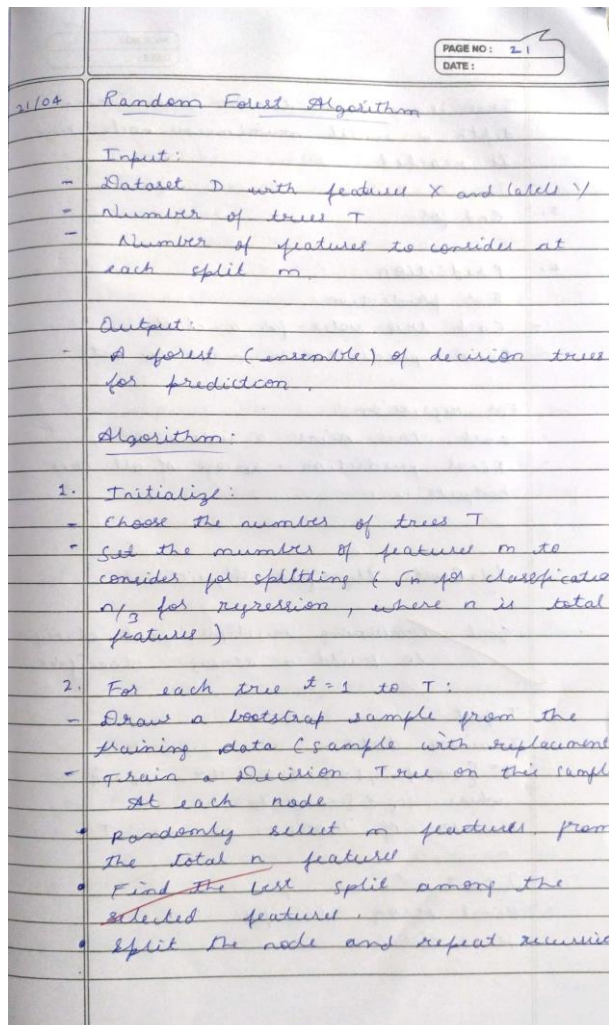 PAGE NO : 21
DATE :
21/04 Random Forest Algorithm
Input:
- Dataset D with features X and labels Y
- Number of trees T
- Number of features to consider at
each split m.
Output:
- A forest (ensemble) of decision trees
for prediction.
Algorithm:
1. Initialize:
- Choose the number of trees T
- Set the number of features m to
consider for splitting (√n for classificatio
n/3 for regression, where n is total
features)
2. For each tree t=1 to T:
- Draw a bootstrap sample from the
training data (sample with replacement
- Train a Decision Tree on this sampl
At each node
• Randomly select m features from
the total n features
• Find the best split among the
selected features.
• Split the node and repeat recursive